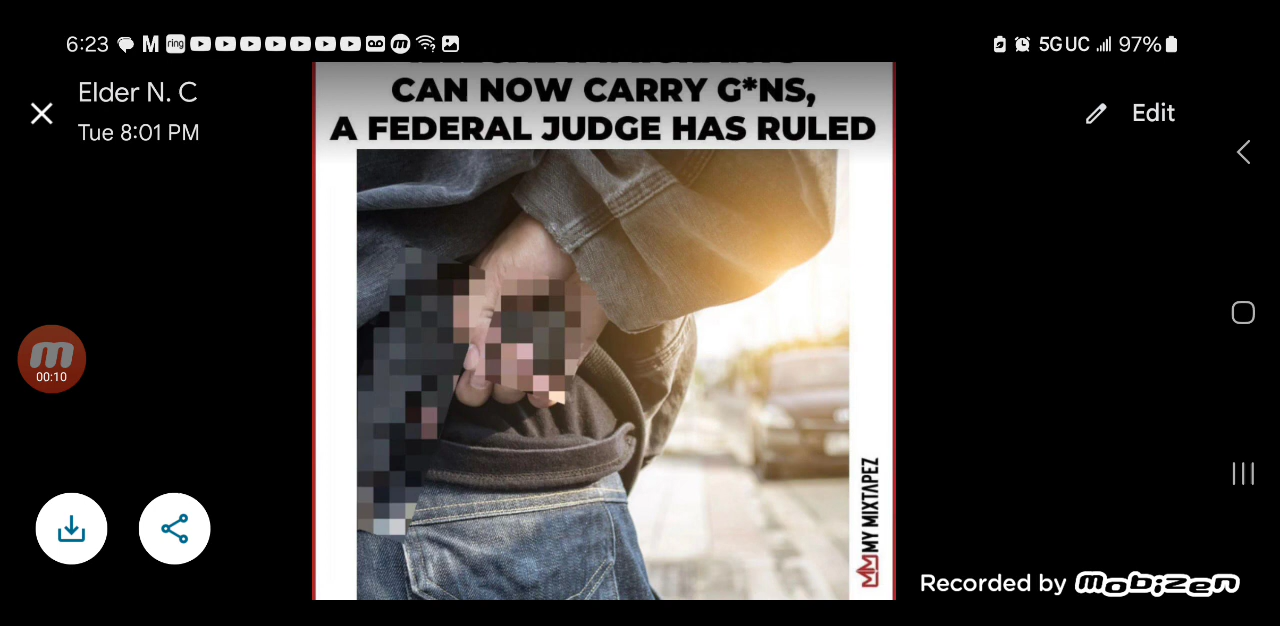 6:23 M ring 5G UC 97%
Elder N. C
Tue 8:01 PM
Edit
CAN NOW CARRY G*NS,
A FEDERAL JUDGE HAS RULED
m
00:10
MM MY MIXTAPEZ
Recorded by mobizen